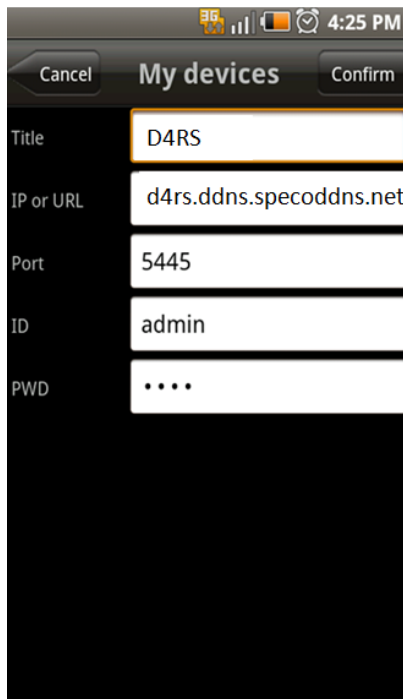 3G 4:25 PM
Cancel My devices Confirm
Title D4RS
IP or URL d4rs.ddns.specoddns.net
Port 5445
ID admin
PWD ••••